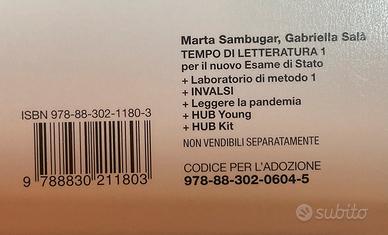 Marta Sambugar, Gabriella Salà
TEMPO DI LETTERATURA 1
per il nuovo Esame di Stato
+ Laboratorio di metodo 1
+ INVALSI
+ Leggere la pandemia
+ HUB Young
+ HUB Kit
NON VENDIBILI SEPARATAMENTE
CODICE PER L'ADOZIONE
978-88-302-0604-5
ISBN 978-88-302-1180-3
9 788830 211803
subito